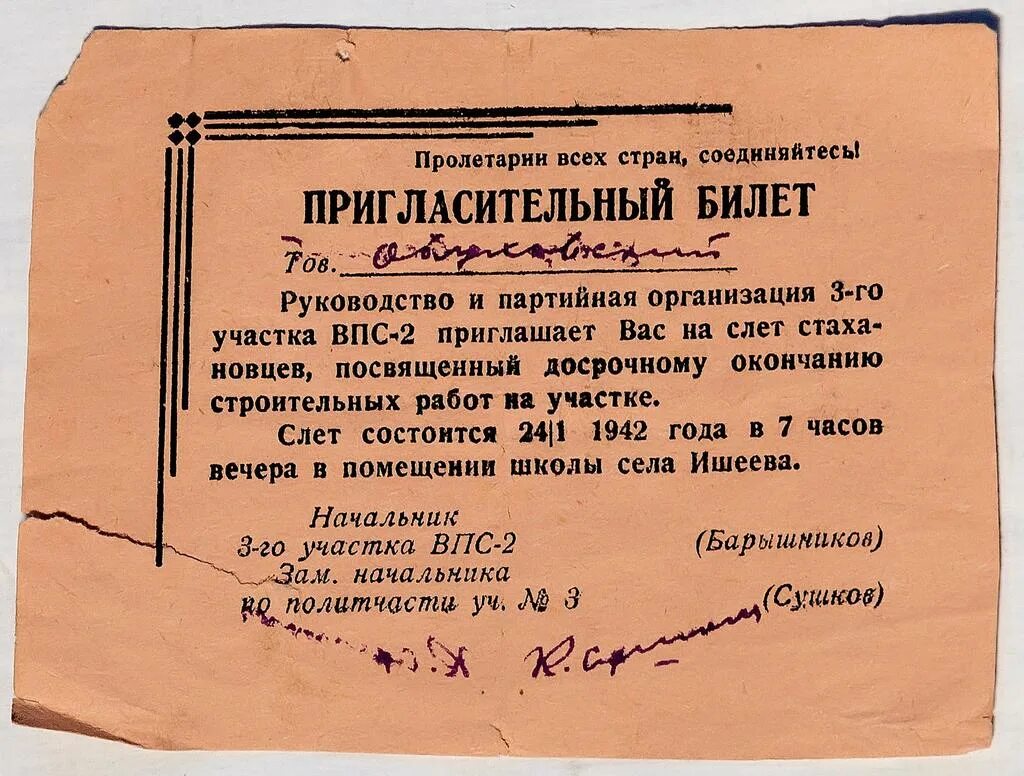 Пролетарии всех стран, соединяйтесь!
ПРИГЛАСИТЕЛЬНЫЙ БИЛЕТ
Тов.
Руководство и партийная организация 3-го
участка ВПС-2 приглашает Вас на слет стаха-
новцев, посвященный досрочному окончанию
строительных работ на участке.
Слет состоится 24|1 1942 года в 7 часов
вечера в помещении школы села Ишеева.
Начальник
3-го участка ВПС-2 (Барышников)
Зам. начальника
по политчасти уч. № 3 (Сушков)